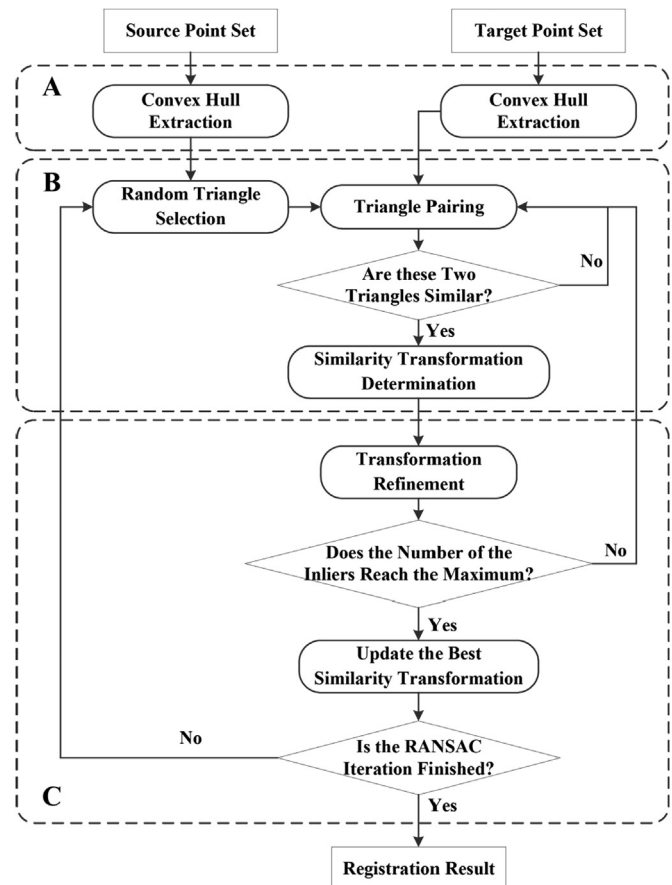 Source Point Set
Target Point Set
A
Convex Hull
Extraction
Convex Hull
Extraction
B
Random Triangle
Selection
Triangle Pairing
No
Are these Two
Triangles Similar?
Yes
Similarity Transformation
Determination
Transformation
Refinement
Does the Number of the
Inliers Reach the Maximum?
No
Yes
Update the Best
Similarity Transformation
No
Is the RANSAC
Iteration Finished?
C
Yes
Registration Result